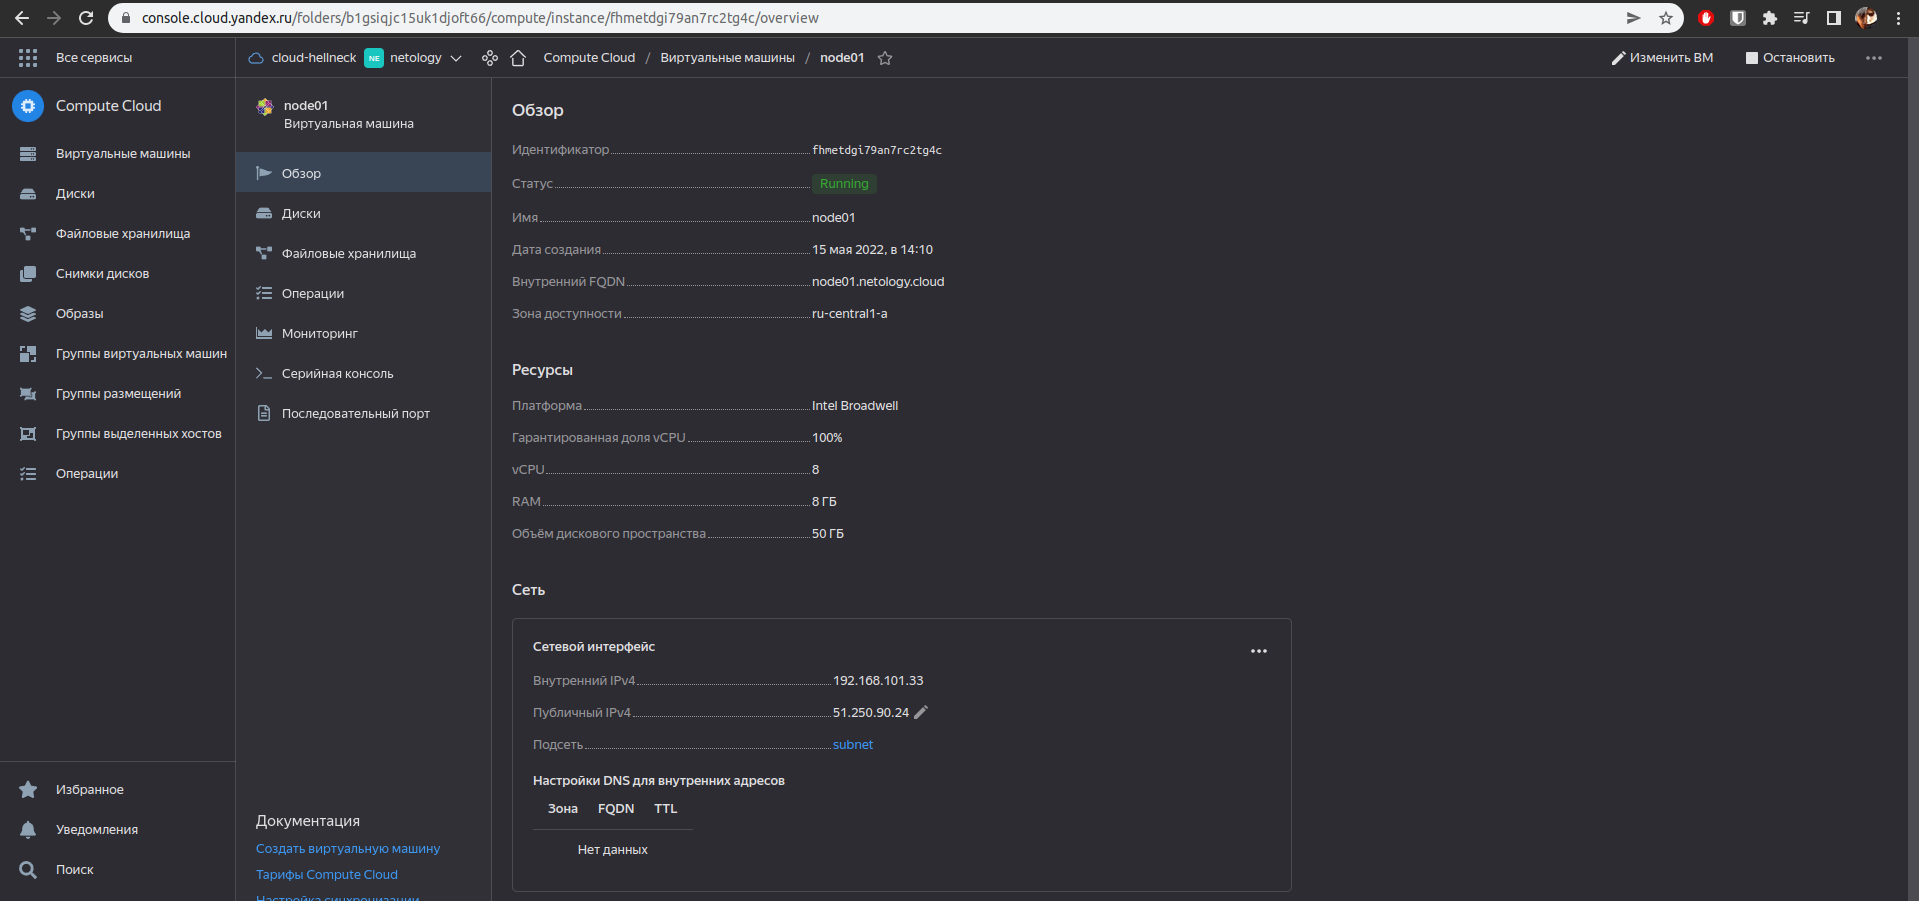 console.cloud.yandex.ru/folders/b1gsiqjc15uk1djoft66/compute/instance/fhmetdgi79an7rc2tg4c/overview
Все сервисы
cloud-hellneck NE netology Compute Cloud / Виртуальные машины / node01
Изменить ВМ Остановить
Compute Cloud
Виртуальные машины
Диски
Файловые хранилища
Снимки дисков
Образы
Группы виртуальных машин
Группы размещений
Группы выделенных хостов
Операции
Избранное
Уведомления
Поиск
node01
Виртуальная машина
Обзор
Диски
Файловые хранилища
Операции
Мониторинг
Серийная консоль
Последовательный порт
Документация
Создать виртуальную машину
Тарифы Compute Cloud
Настройка синхронизации
Обзор
Идентификатор fhmetdgi79an7rc2tg4c
Статус Running
Имя node01
Дата создания 15 мая 2022, в 14:10
Внутренний FQDN node01.netology.cloud
Зона доступности ru-central1-a
Ресурсы
Платформа Intel Broadwell
Гарантированная доля vCPU 100%
vCPU 8
RAM 8 ГБ
Объём дискового пространства 50 ГБ
Сеть
Сетевой интерфейс
Внутренний IPv4 192.168.101.33
Публичный IPv4 51.250.90.24
Подсеть subnet
Настройки DNS для внутренних адресов
Зона FQDN TTL
Нет данных